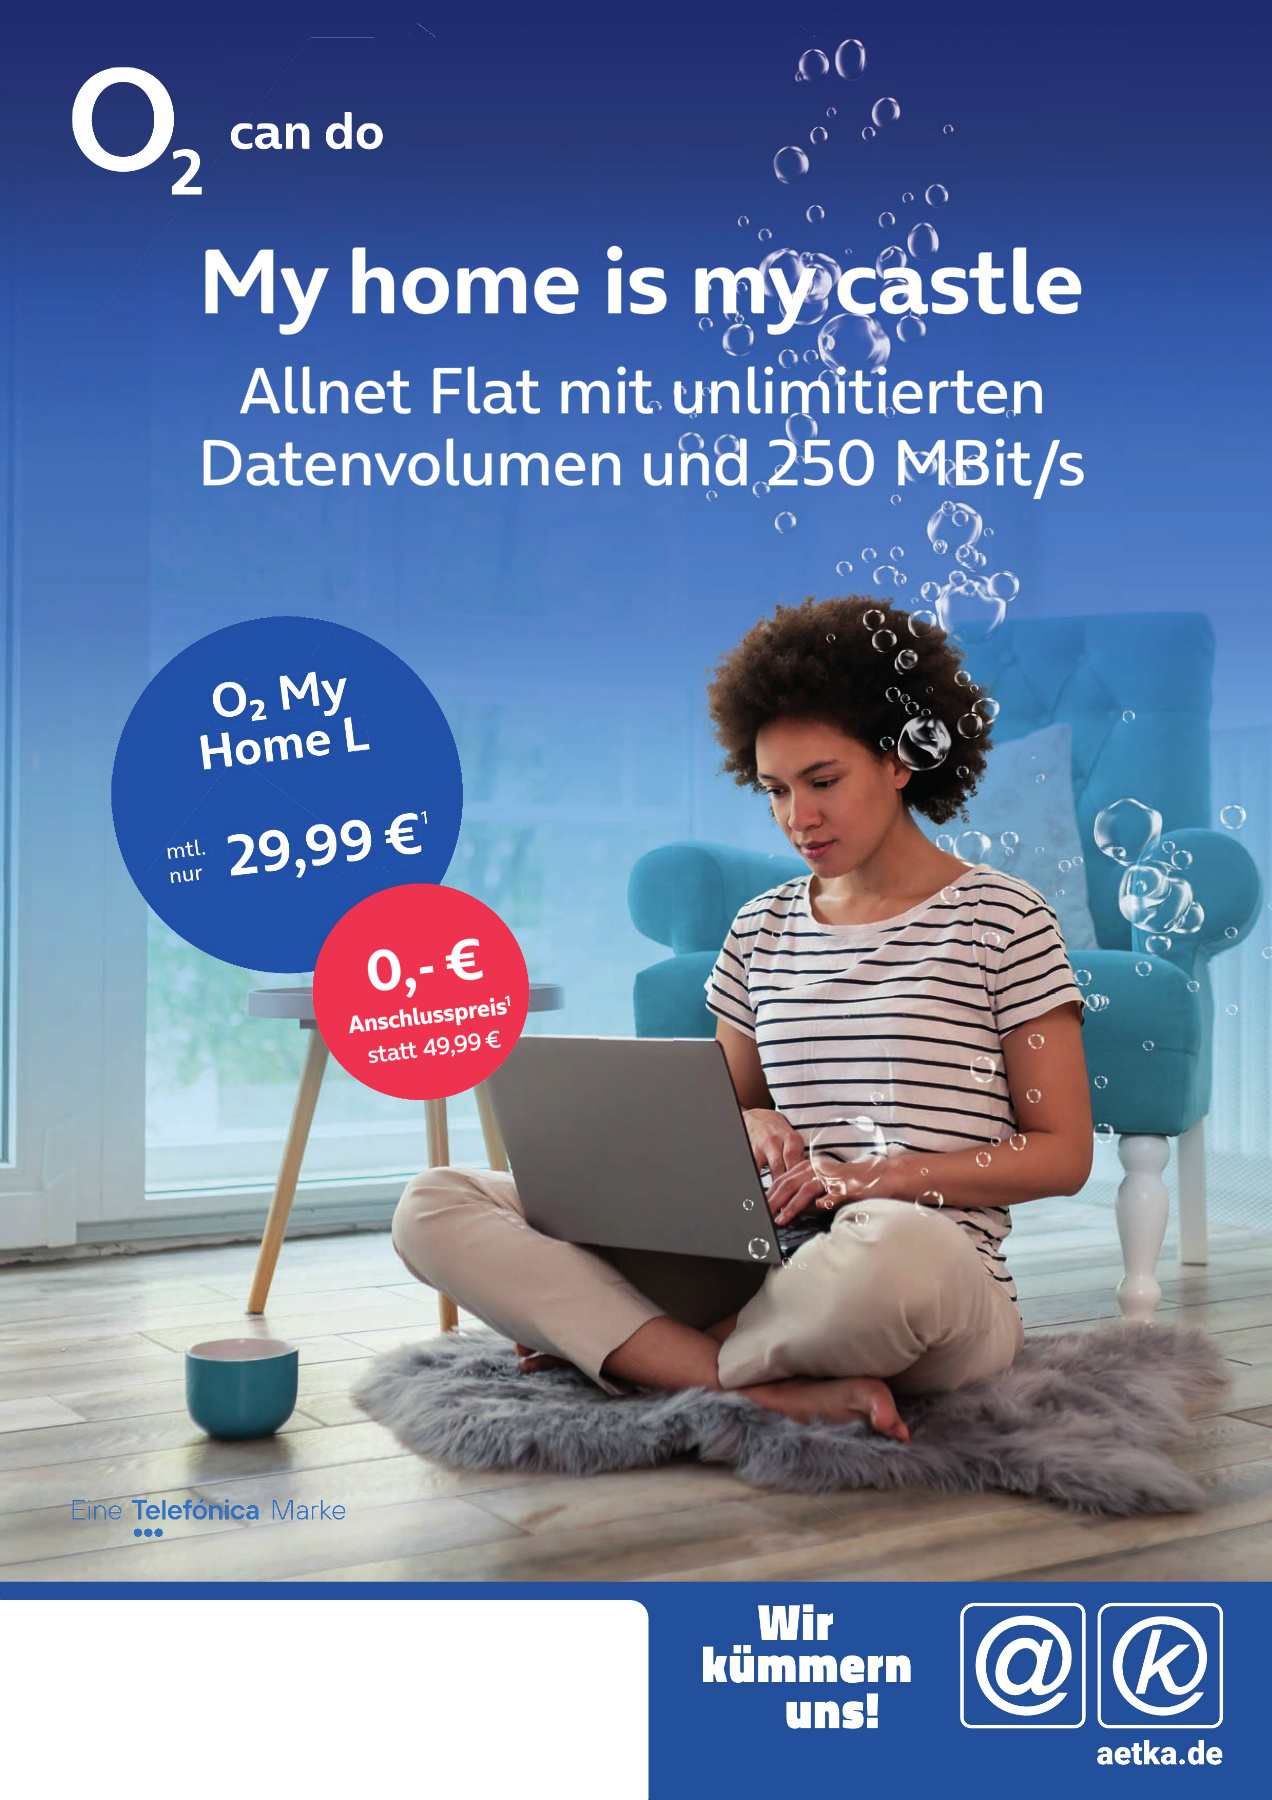 O₂ can do
My home is my castle
Allnet Flat mit unlimitierten
Datenvolumen und 250 MBit/s
O₂ My
Home L
mtl.
nur 29,99 €¹
0,- €
Anschlusspreis¹
statt 49,99 €
Eine Telefónica Marke
Wir
kümmern
uns!
@ k
aetka.de